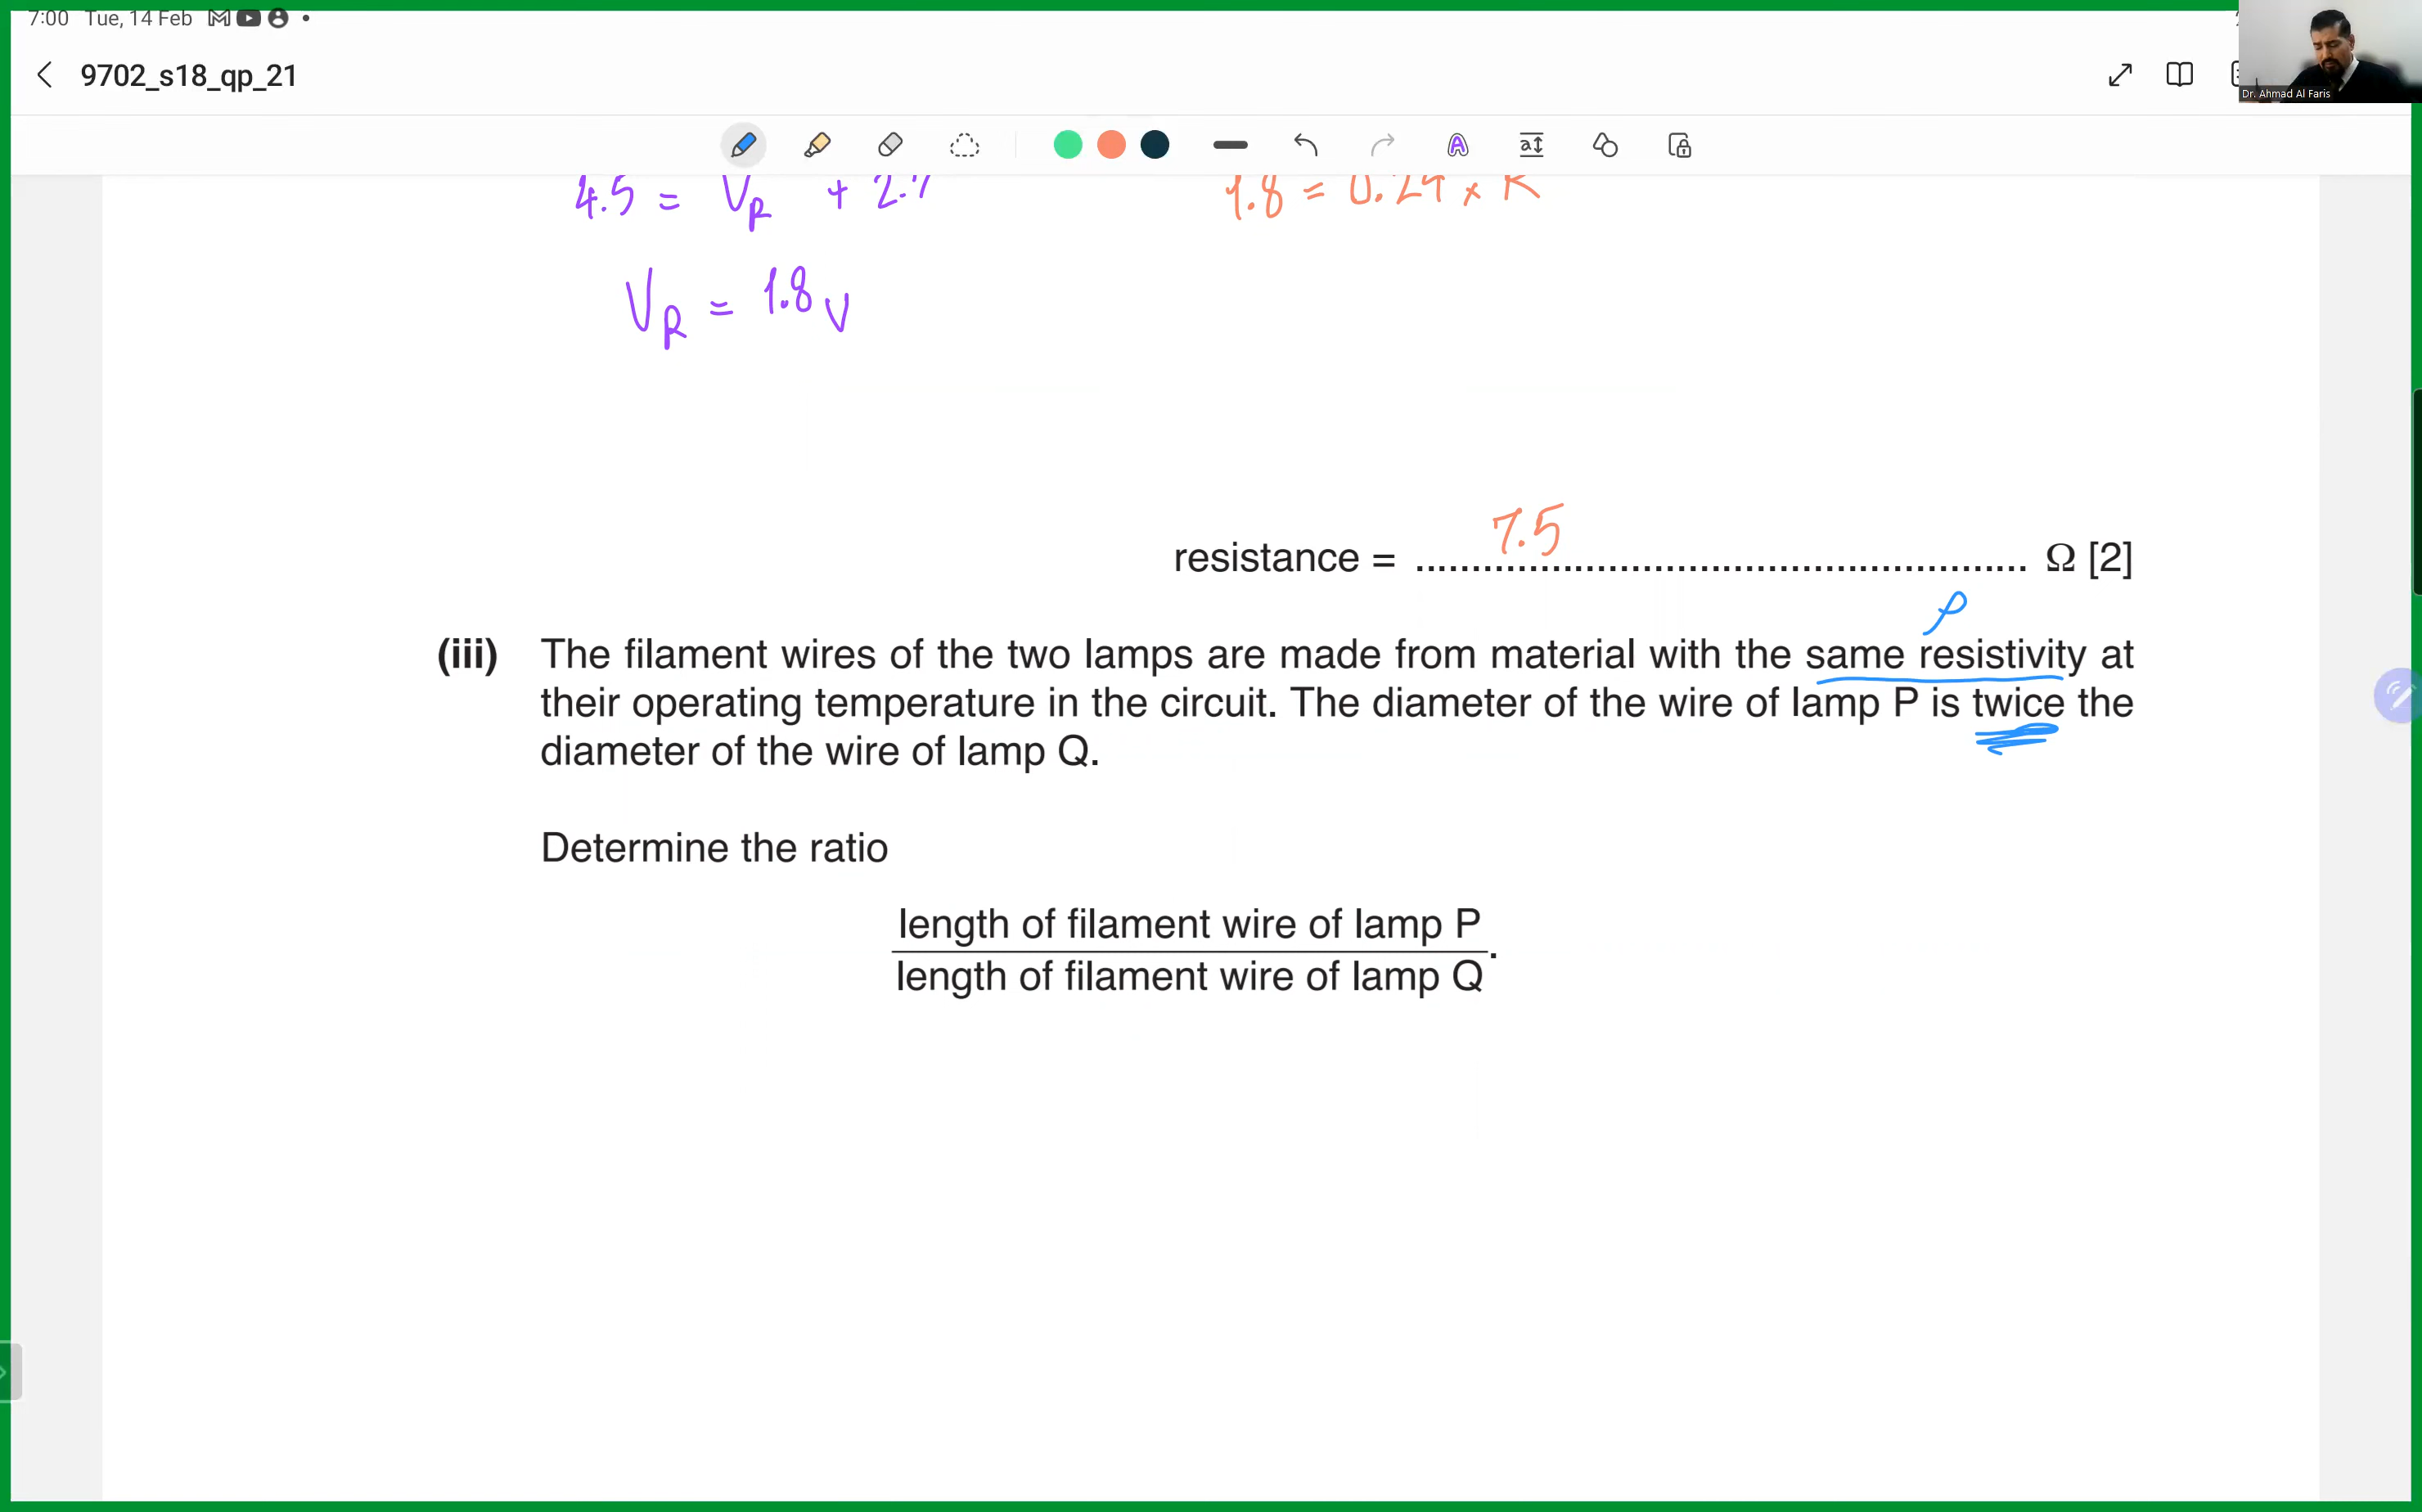 7:00 Tue, 14 Feb
9702_s18_qp_21
Dr. Ahmad Al Faris
4.5 = V_R + 2.7
1.8 = 0.24 × R
V_R = 1.8 V
7.5
resistance = ........................................................ Ω [2]
ρ
(iii) The filament wires of the two lamps are made from material with the same resistivity at
their operating temperature in the circuit. The diameter of the wire of lamp P is twice the
diameter of the wire of lamp Q.
Determine the ratio
length of filament wire of lamp P
length of filament wire of lamp Q .